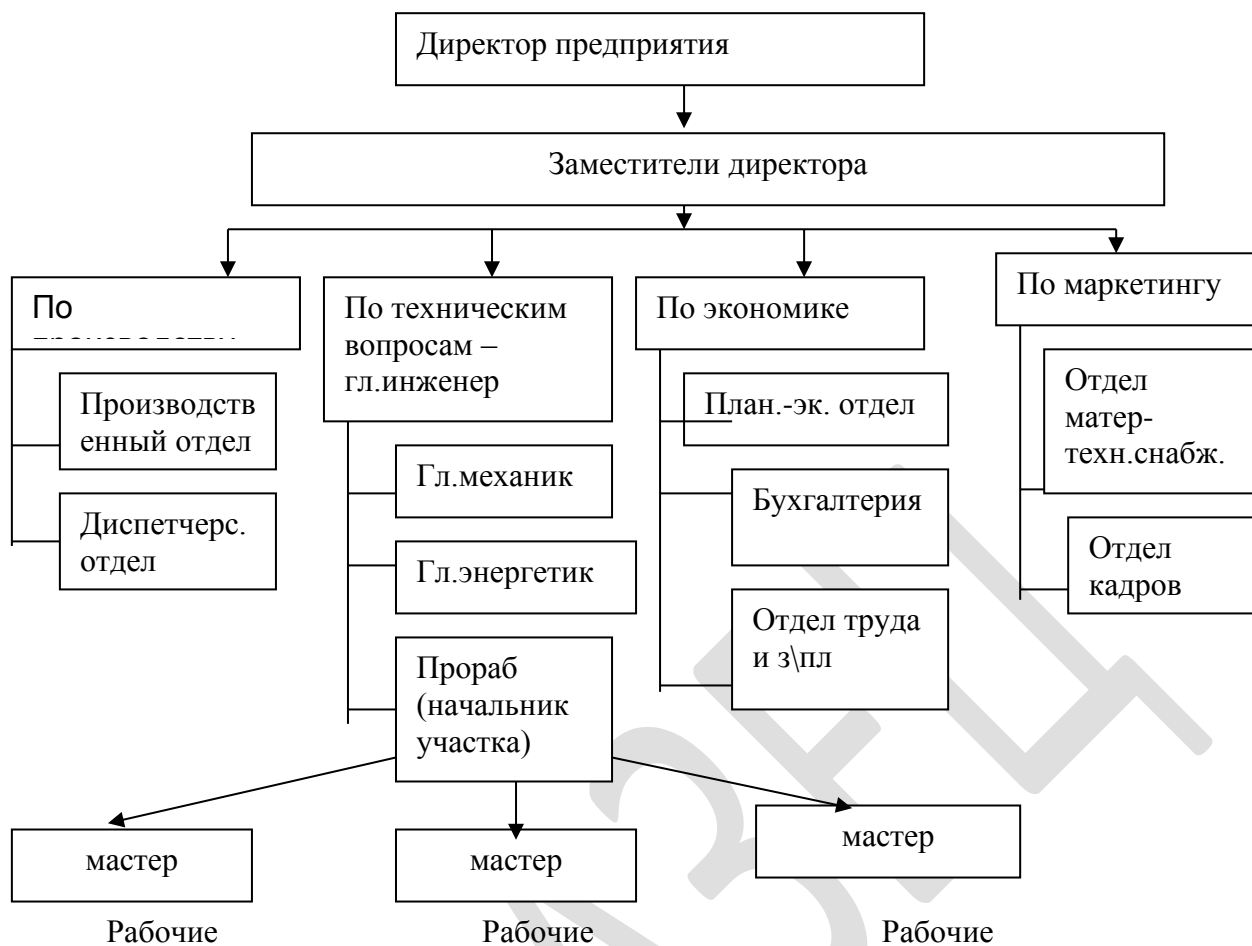 Директор предприятия
Заместители директора
По
По техническим
вопросам –
гл.инженер
По экономике
По маркетингу
Производств
енный отдел
Диспетчерс.
отдел
Гл.механик
Гл.энергетик
Прораб
(начальник
участка)
План.-эк. отдел
Бухгалтерия
Отдел труда
и з\пл
Отдел
матер-
техн.снабж.
Отдел
кадров
мастер
мастер
мастер
Рабочие
Рабочие
Рабочие